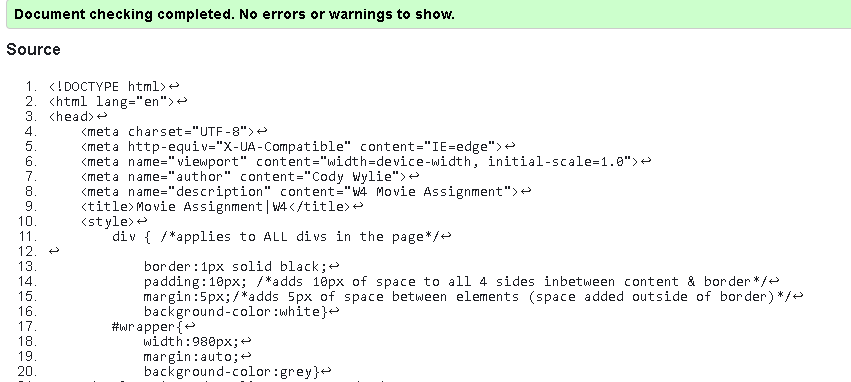 Document checking completed. No errors or warnings to show.
Source
1. <!DOCTYPE html>↩
2. <html lang="en">↩
3. <head>↩
4.     <meta charset="UTF-8">↩
5.     <meta http-equiv="X-UA-Compatible" content="IE=edge">↩
6.     <meta name="viewport" content="width=device-width, initial-scale=1.0">↩
7.     <meta name="author" content="Cody Wylie">↩
8.     <meta name="description" content="W4 Movie Assignment">↩
9.     <title>Movie Assignment|W4</title>↩
10.     <style>↩
11.         div { /*applies to ALL divs in the page*/↩
12. ↩
13.             border:1px solid black;↩
14.             padding:10px; /*adds 10px of space to all 4 sides inbetween content & border*/↩
15.             margin:5px;/*adds 5px of space between elements (space added outside of border)*/↩
16.             background-color:white}↩
17.         #wrapper{↩
18.             width:980px;↩
19.             margin:auto;↩
20.             background-color:grey}↩